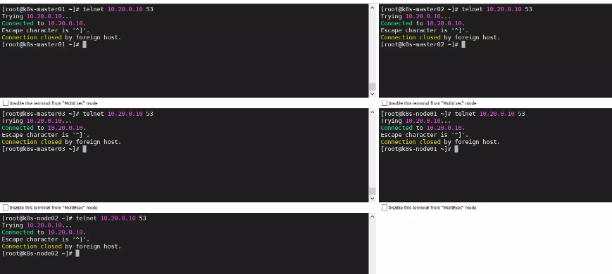 [root@k8s-master01 ~]# telnet 10.20.0.10 53
Trying 10.20.0.10...
Connected to 10.20.0.10.
Escape character is '^]'.
Connection closed by foreign host.
[root@k8s-master01 ~]#
Disable this terminal from "MultiExec" mode
[root@k8s-master02 ~]# telnet 10.20.0.10 53
Trying 10.20.0.10...
Connected to 10.20.0.10.
Escape character is '^]'.
Connection closed by foreign host.
[root@k8s-master02 ~]#
Disable this terminal from "MultiExec" mode
[root@k8s-master03 ~]# telnet 10.20.0.10 53
Trying 10.20.0.10...
Connected to 10.20.0.10.
Escape character is '^]'.
Connection closed by foreign host.
[root@k8s-master03 ~]#
Disable this terminal from "MultiExec" mode
[root@k8s-node01 ~]# telnet 10.20.0.10 53
Trying 10.20.0.10...
Connected to 10.20.0.10.
Escape character is '^]'.
Connection closed by foreign host.
[root@k8s-node01 ~]#
Disable this terminal from "MultiExec" mode
[root@k8s-node02 ~]# telnet 10.20.0.10 53
Trying 10.20.0.10...
Connected to 10.20.0.10.
Escape character is '^]'.
Connection closed by foreign host.
[root@k8s-node02 ~]#